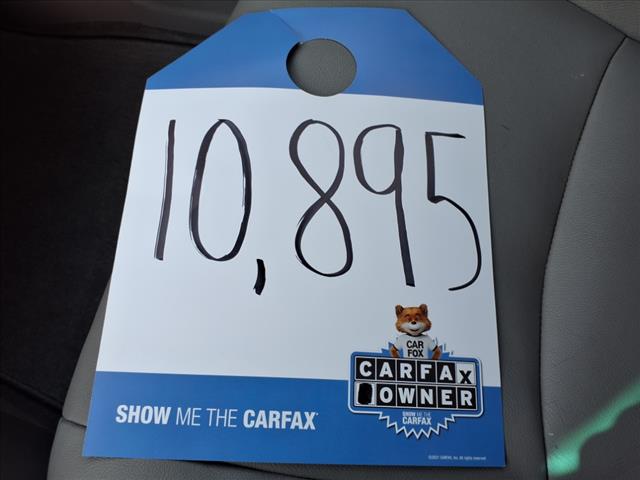 10,895
CAR
FOX
CARFAX
OWNER
SHOW ME THE
CARFAX
SHOW ME THE CARFAX